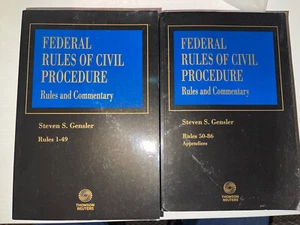 FEDERAL
RULES OF CIVIL
PROCEDURE
Rules and Commentary
Steven S. Gensler
Rules 1-49
THOMSON
REUTERS
FEDERAL
RULES OF CIVIL
PROCEDURE
Rules and Commentary
Steven S. Gensler
Rules 50-86
Appendices
THOMSON
REUTERS